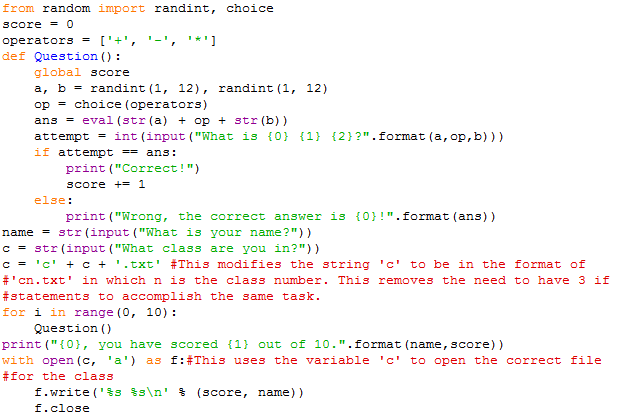 from random import randint, choice
score = 0
operators = ['+', '-', '*']
def Question():
    global score
    a, b = randint(1, 12), randint(1, 12)
    op = choice(operators)
    ans = eval(str(a) + op + str(b))
    attempt = int(input("What is {0} {1} {2}?".format(a,op,b)))
    if attempt == ans:
        print("Correct!")
        score += 1
    else:
        print("Wrong, the correct answer is {0}!".format(ans))
name = str(input("What is your name?"))
c = str(input("What class are you in?"))
c = 'c' + c + '.txt' #This modifies the string 'c' to be in the format of
#'cn.txt' in which n is the class number. This removes the need to have 3 if
#statements to accomplish the same task.
for i in range(0, 10):
    Question()
print("{0}, you have scored {1} out of 10.".format(name,score))
with open(c, 'a') as f:#This uses the variable 'c' to open the correct file
#for the class
    f.write('%s %s\n' % (score, name))
    f.close